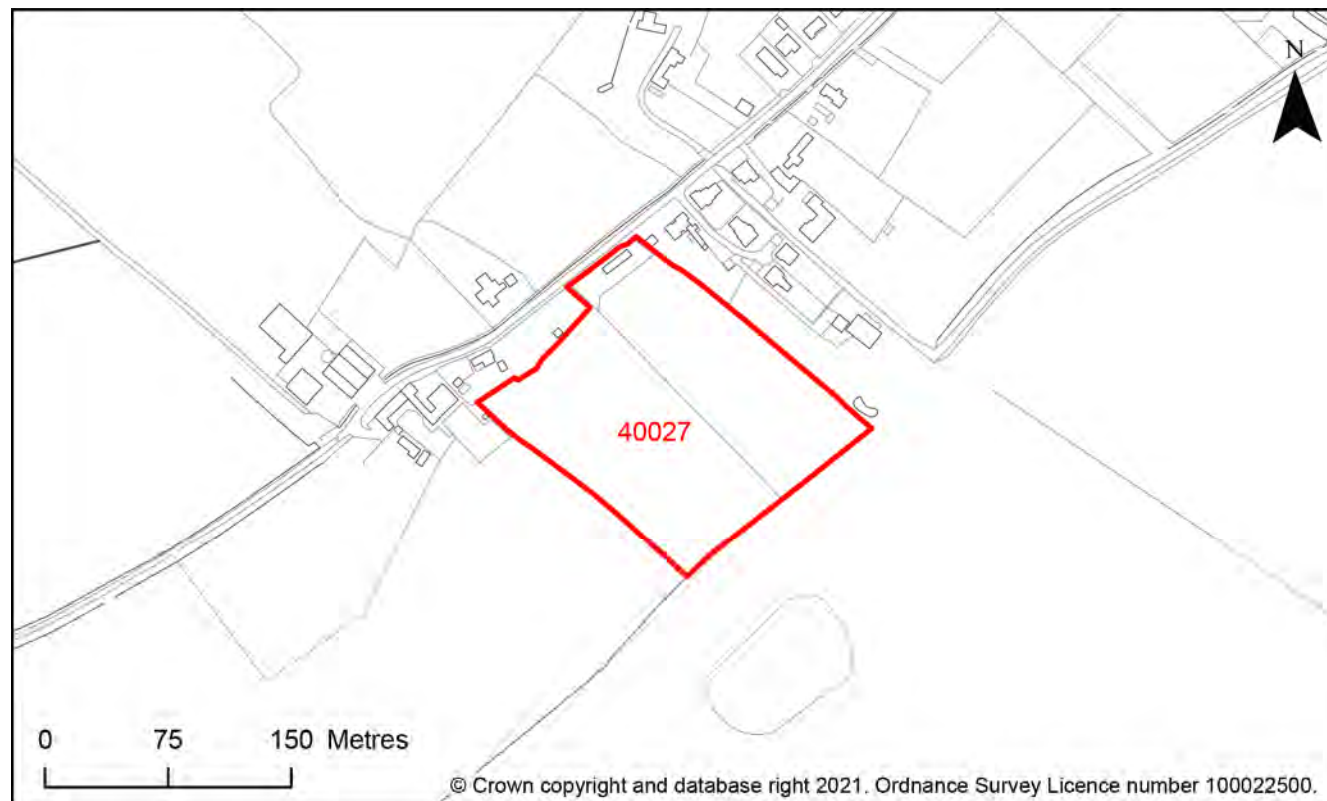 N
40027
0 75 150 Metres
© Crown copyright and database right 2021. Ordnance Survey Licence number 100022500.